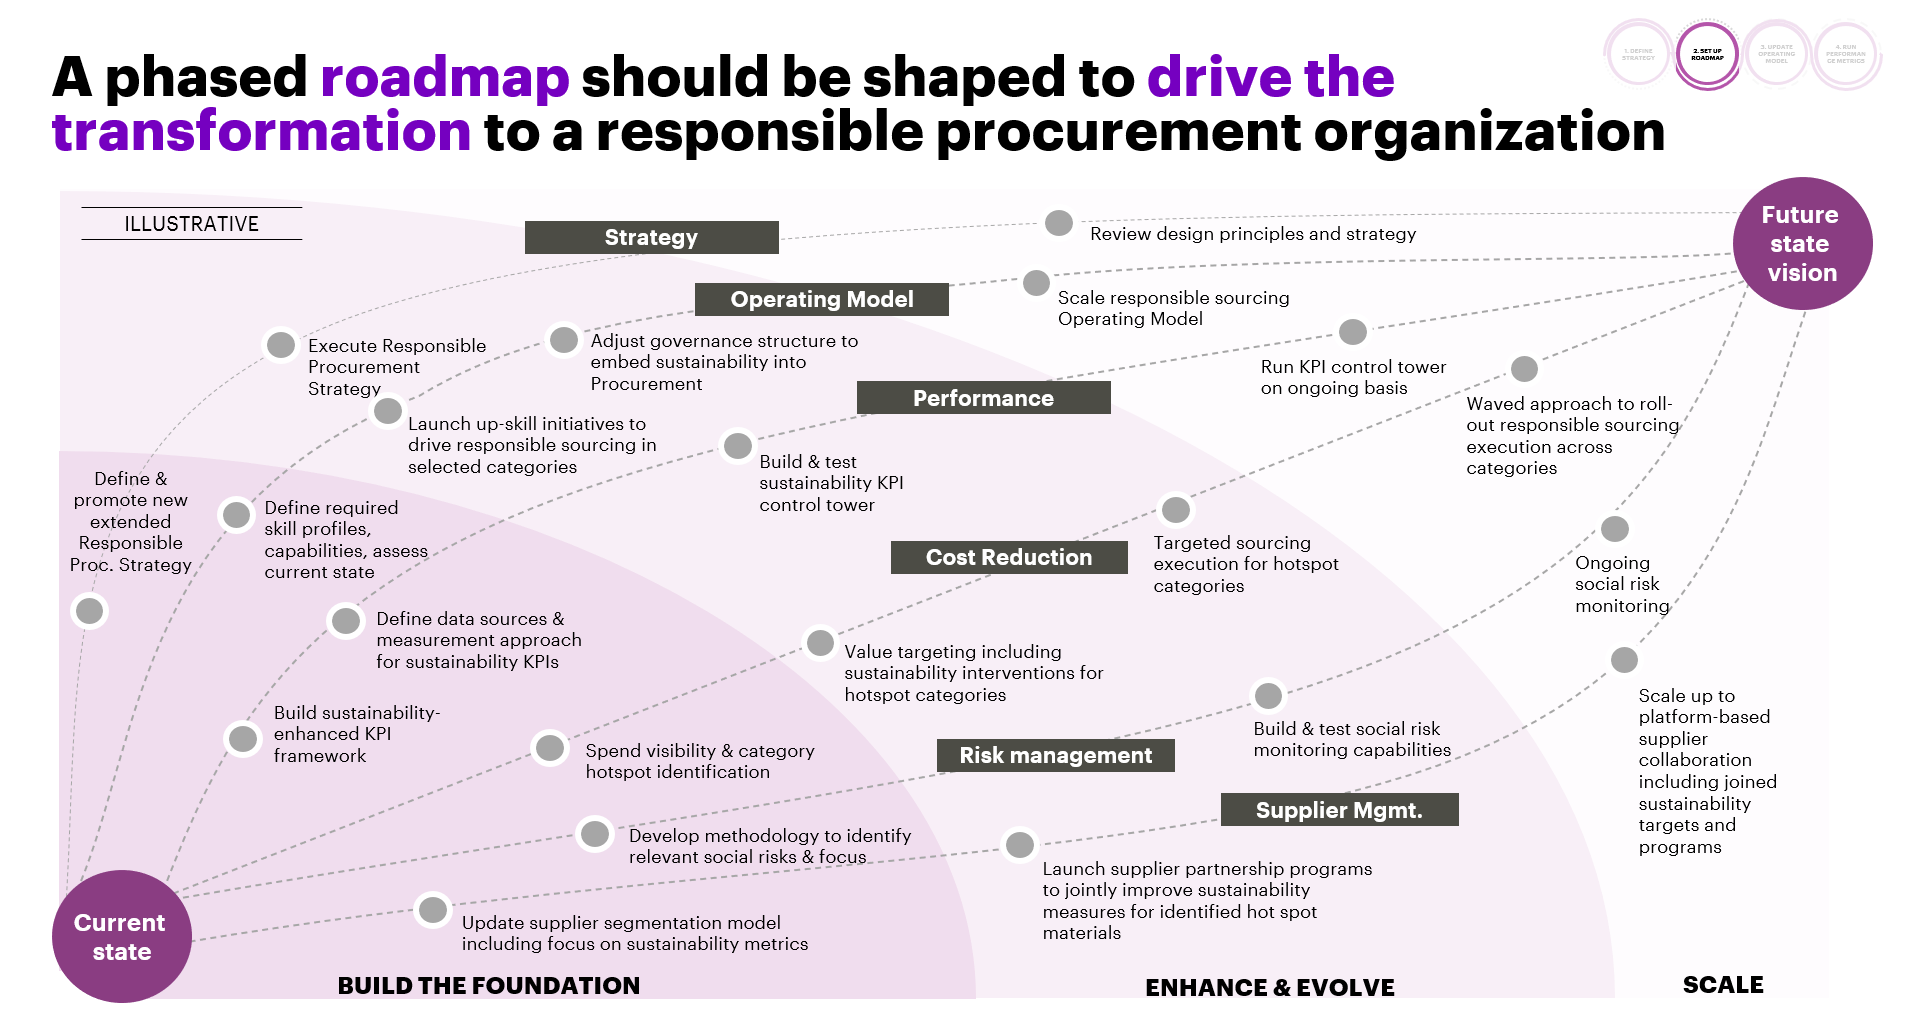 A phased roadmap should be shaped to drive the
transformation to a responsible procurement organization
1. DEFINE
STRATEGY
2. SET UP
ROADMAP
3. UPDATE
OPERATING
MODEL
4. RUN
PERFORMAN
CE METRICS
ILLUSTRATIVE
Strategy
Review design principles and strategy
Future
state
vision
Operating Model
Scale responsible sourcing
Operating Model
Execute Responsible
Procurement
Strategy
Adjust governance structure to
embed sustainability into
Procurement
Run KPI control tower
on ongoing basis
Performance
Launch up-skill initiatives to
drive responsible sourcing in
selected categories
Waved approach to roll-
out responsible sourcing
execution across
categories
Build & test
sustainability KPI
control tower
Define &
promote new
extended
Responsible
Proc. Strategy
Define required
skill profiles,
capabilities, assess
current state
Cost Reduction
Targeted sourcing
execution for hotspot
categories
Ongoing
social risk
monitoring
Define data sources &
measurement approach
for sustainability KPIs
Value targeting including
sustainability interventions for
hotspot categories
Build sustainability-
enhanced KPI
framework
Spend visibility & category
hotspot identification
Risk management
Build & test social risk
monitoring capabilities
Scale up to
platform-based
supplier
collaboration
including joined
sustainability
targets and
programs
Supplier Mgmt.
Develop methodology to identify
relevant social risks & focus
Launch supplier partnership programs
to jointly improve sustainability
measures for identified hot spot
materials
Current
state
Update supplier segmentation model
including focus on sustainability metrics
BUILD THE FOUNDATION
ENHANCE & EVOLVE
SCALE